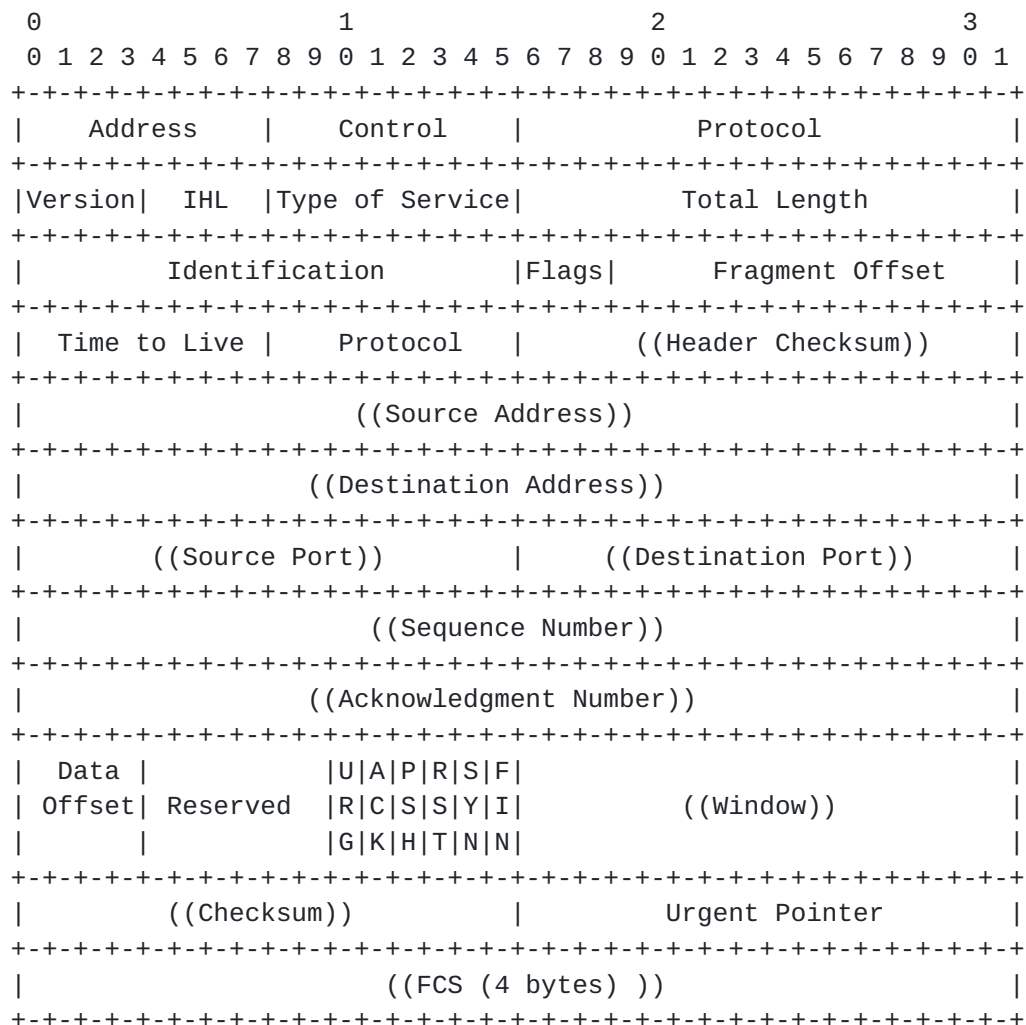 0                   1                   2                   3
 0 1 2 3 4 5 6 7 8 9 0 1 2 3 4 5 6 7 8 9 0 1 2 3 4 5 6 7 8 9 0 1
+-+-+-+-+-+-+-+-+-+-+-+-+-+-+-+-+-+-+-+-+-+-+-+-+-+-+-+-+-+-+-+-+
|    Address    |    Control    |           Protocol            |
+-+-+-+-+-+-+-+-+-+-+-+-+-+-+-+-+-+-+-+-+-+-+-+-+-+-+-+-+-+-+-+-+
|Version|  IHL  |Type of Service|          Total Length         |
+-+-+-+-+-+-+-+-+-+-+-+-+-+-+-+-+-+-+-+-+-+-+-+-+-+-+-+-+-+-+-+-+
|         Identification        |Flags|      Fragment Offset    |
+-+-+-+-+-+-+-+-+-+-+-+-+-+-+-+-+-+-+-+-+-+-+-+-+-+-+-+-+-+-+-+-+
|  Time to Live |    Protocol   |       ((Header Checksum))     |
+-+-+-+-+-+-+-+-+-+-+-+-+-+-+-+-+-+-+-+-+-+-+-+-+-+-+-+-+-+-+-+-+
|                     ((Source Address))                        |
+-+-+-+-+-+-+-+-+-+-+-+-+-+-+-+-+-+-+-+-+-+-+-+-+-+-+-+-+-+-+-+-+
|                  ((Destination Address))                      |
+-+-+-+-+-+-+-+-+-+-+-+-+-+-+-+-+-+-+-+-+-+-+-+-+-+-+-+-+-+-+-+-+
|        ((Source Port))        |     ((Destination Port))      |
+-+-+-+-+-+-+-+-+-+-+-+-+-+-+-+-+-+-+-+-+-+-+-+-+-+-+-+-+-+-+-+-+
|                      ((Sequence Number))                      |
+-+-+-+-+-+-+-+-+-+-+-+-+-+-+-+-+-+-+-+-+-+-+-+-+-+-+-+-+-+-+-+-+
|                  ((Acknowledgment Number))                    |
+-+-+-+-+-+-+-+-+-+-+-+-+-+-+-+-+-+-+-+-+-+-+-+-+-+-+-+-+-+-+-+-+
|  Data |           |U|A|P|R|S|F|                               |
| Offset| Reserved  |R|C|S|S|Y|I|          ((Window))           |
|       |           |G|K|H|T|N|N|                               |
+-+-+-+-+-+-+-+-+-+-+-+-+-+-+-+-+-+-+-+-+-+-+-+-+-+-+-+-+-+-+-+-+
|         ((Checksum))          |         Urgent Pointer        |
+-+-+-+-+-+-+-+-+-+-+-+-+-+-+-+-+-+-+-+-+-+-+-+-+-+-+-+-+-+-+-+-+
|                       ((FCS (4 bytes) ))                      |
+-+-+-+-+-+-+-+-+-+-+-+-+-+-+-+-+-+-+-+-+-+-+-+-+-+-+-+-+-+-+-+-+